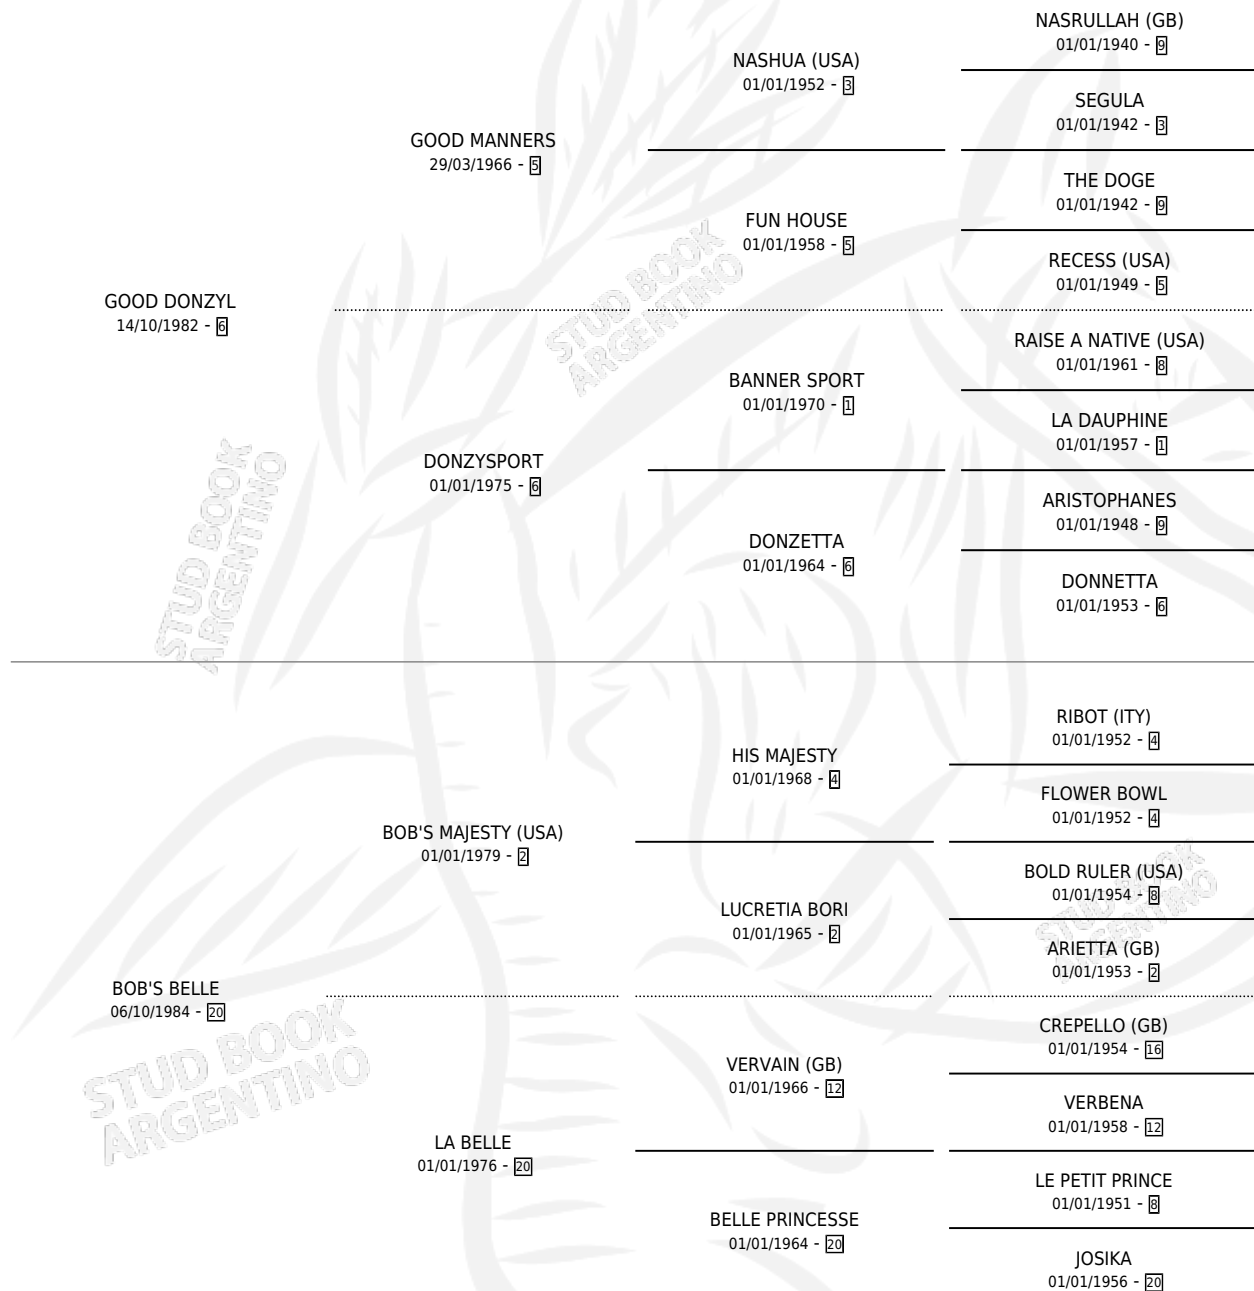 NASRULLAH (GB)
01/01/1940 - 9
NASHUA (USA)
01/01/1952 - 3
SEGULA
01/01/1942 - 3
GOOD MANNERS
29/03/1966 - 5
THE DOGE
01/01/1942 - 9
FUN HOUSE
01/01/1958 - 5
RECESS (USA)
01/01/1949 - 5
GOOD DONZYL
14/10/1982 - 6
RAISE A NATIVE (USA)
01/01/1961 - 8
BANNER SPORT
01/01/1970 - 1
LA DAUPHINE
01/01/1957 - 1
DONZYSPORT
01/01/1975 - 6
ARISTOPHANES
01/01/1948 - 9
DONZETTA
01/01/1964 - 6
DONNETTA
01/01/1953 - 6
RIBOT (ITY)
01/01/1952 - 4
HIS MAJESTY
01/01/1968 - 4
FLOWER BOWL
01/01/1952 - 4
BOB'S MAJESTY (USA)
01/01/1979 - 2
BOLD RULER (USA)
01/01/1954 - 8
LUCRETIA BORI
01/01/1965 - 2
ARIETTA (GB)
01/01/1953 - 2
BOB'S BELLE
06/10/1984 - 20
CREPELLO (GB)
01/01/1954 - 16
VERVAIN (GB)
01/01/1966 - 12
VERBENA
01/01/1958 - 12
LA BELLE
01/01/1976 - 20
LE PETIT PRINCE
01/01/1951 - 8
BELLE PRINCESSE
01/01/1964 - 20
JOSIKA
01/01/1956 - 20
STUD BOOK
ARGENTINO
STUD BOOK
ARGENTINO
STUD BOOK
ARGENTINO
STUD BOOK
ARGENTINO